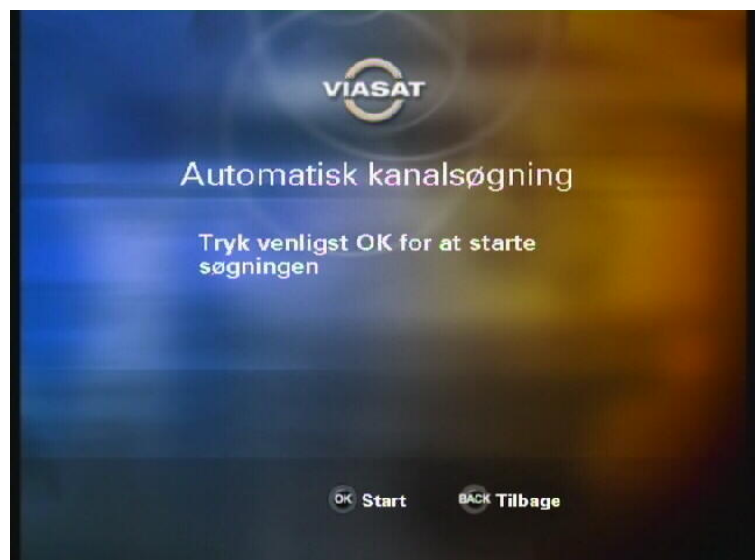 VIASAT
Automatisk kanalsøgning
Tryk venligst OK for at starte
søgningen
OK Start BACK Tilbage